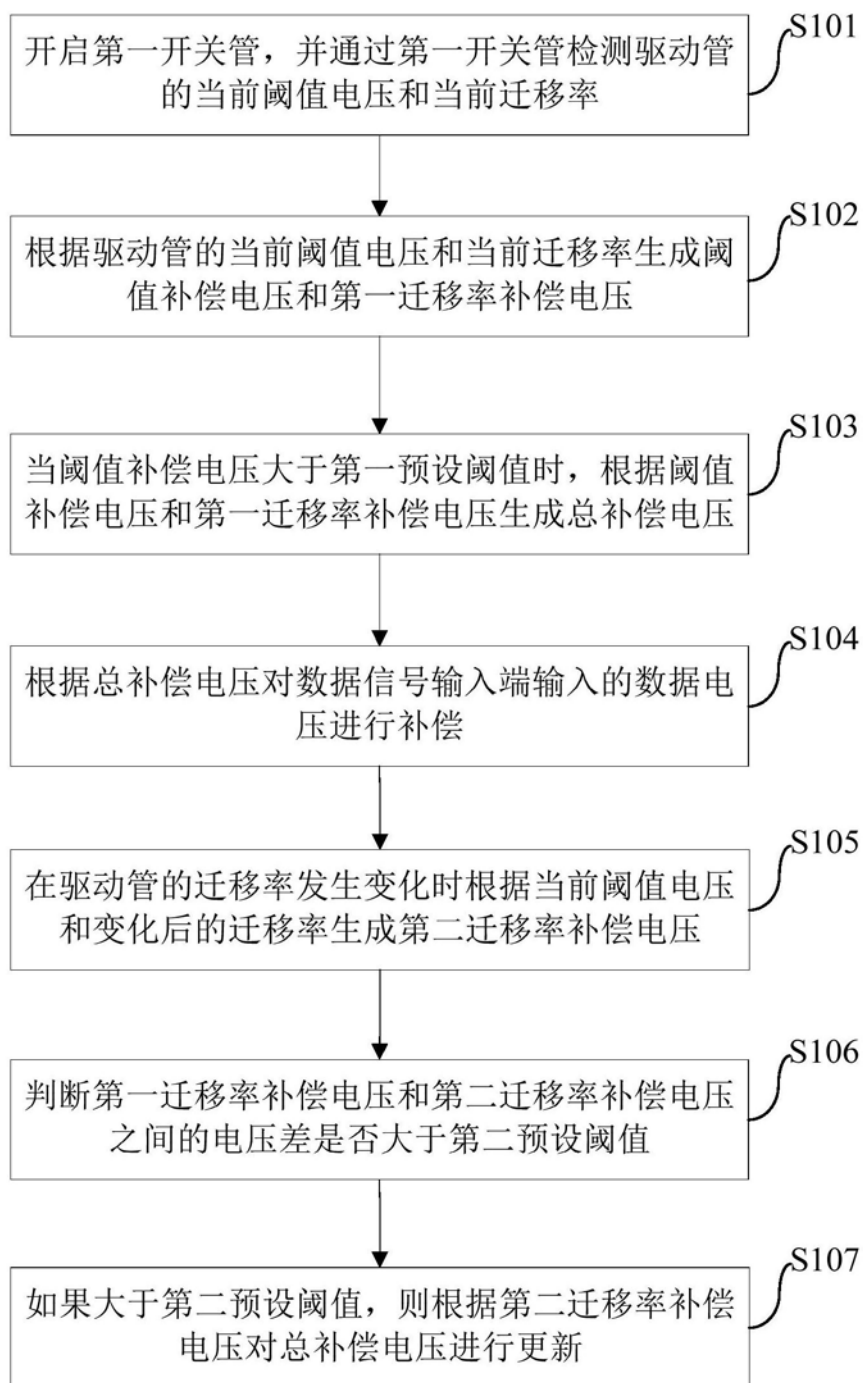 S101
开启第一开关管，并通过第一开关管检测驱动管
的当前阈值电压和当前迁移率
S102
根据驱动管的当前阈值电压和当前迁移率生成阈
值补偿电压和第一迁移率补偿电压
S103
当阈值补偿电压大于第一预设阈值时，根据阈值
补偿电压和第一迁移率补偿电压生成总补偿电压
S104
根据总补偿电压对数据信号输入端输入的数据电
压进行补偿
S105
在驱动管的迁移率发生变化时根据当前阈值电压
和变化后的迁移率生成第二迁移率补偿电压
S106
判断第一迁移率补偿电压和第二迁移率补偿电压
之间的电压差是否大于第二预设阈值
S107
如果大于第二预设阈值，则根据第二迁移率补偿
电压对总补偿电压进行更新